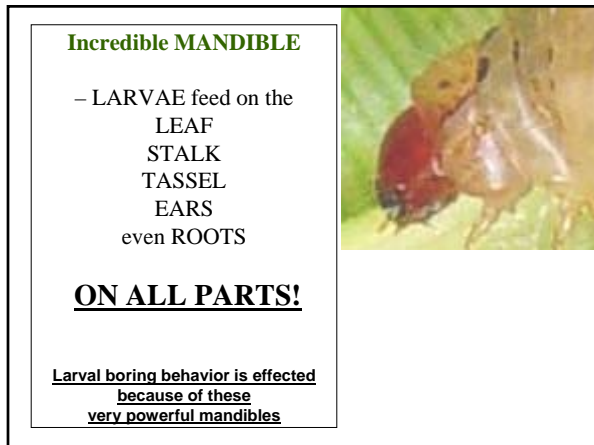 Incredible MANDIBLE
– LARVAE feed on the
LEAF
STALK
TASSEL
EARS
even ROOTS
ON ALL PARTS!
Larval boring behavior is effected
because of these
very powerful mandibles